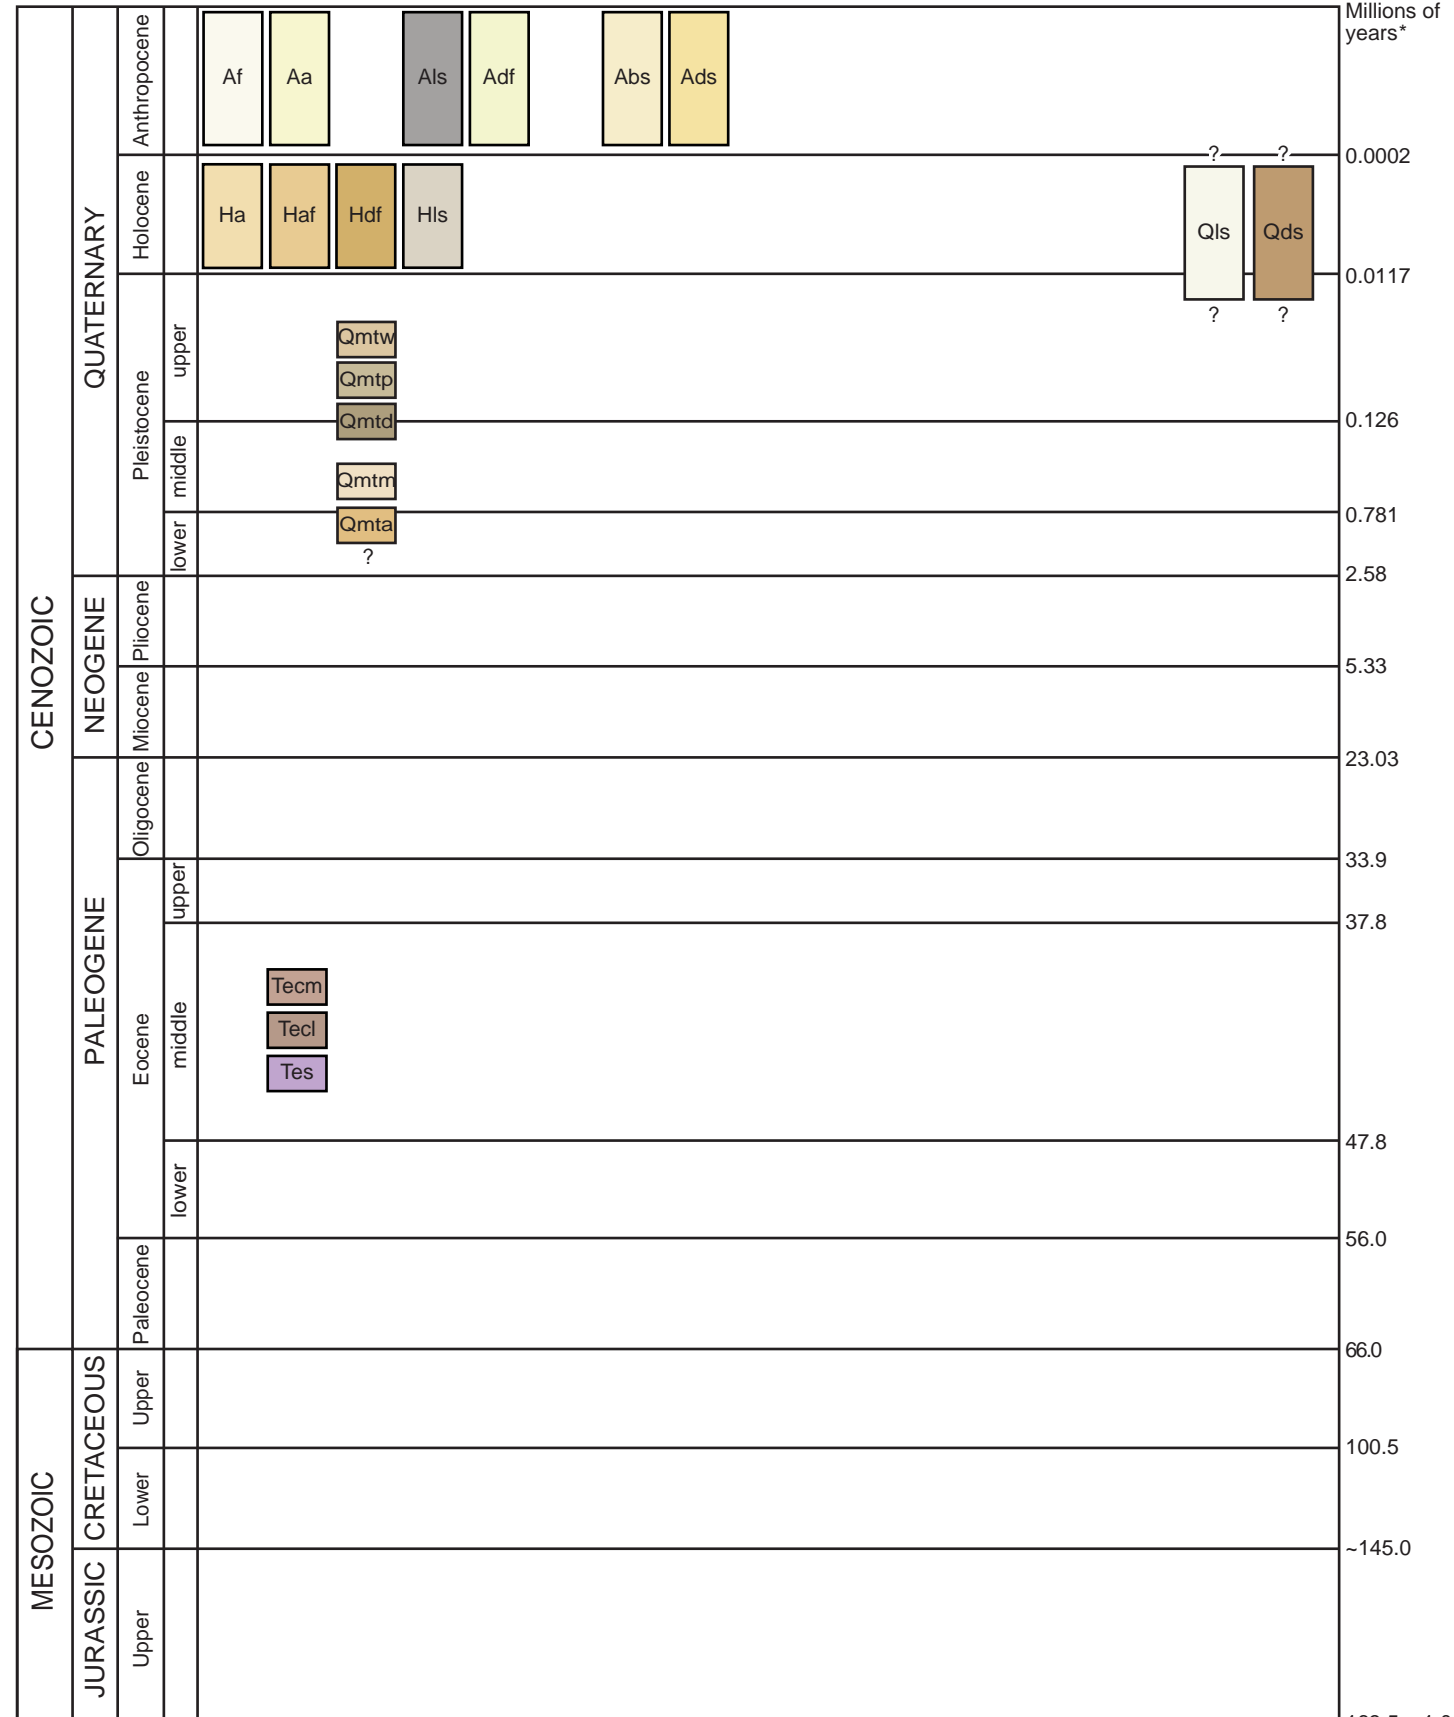 Millions of
years*
Anthropocene
Af
Aa
Als
Adf
Abs
Ads
?
?
0.0002
QUATERNARY
Holocene
Ha
Haf
Hdf
Hls
Qls
Qds
0.0117
?
?
Pleistocene
upper
Qmtw
Qmtp
Qmtd
0.126
middle
Qmtm
0.781
lower
Qmta
?
2.58
CENOZOIC
NEOGENE
Pliocene
5.33
Miocene
23.03
PALEOGENE
Oligocene
33.9
Eocene
upper
37.8
middle
Tecm
Tecl
Tes
47.8
lower
56.0
Paleocene
66.0
MESOZOIC
CRETACEOUS
Upper
100.5
Lower
~145.0
JURASSIC
Upper